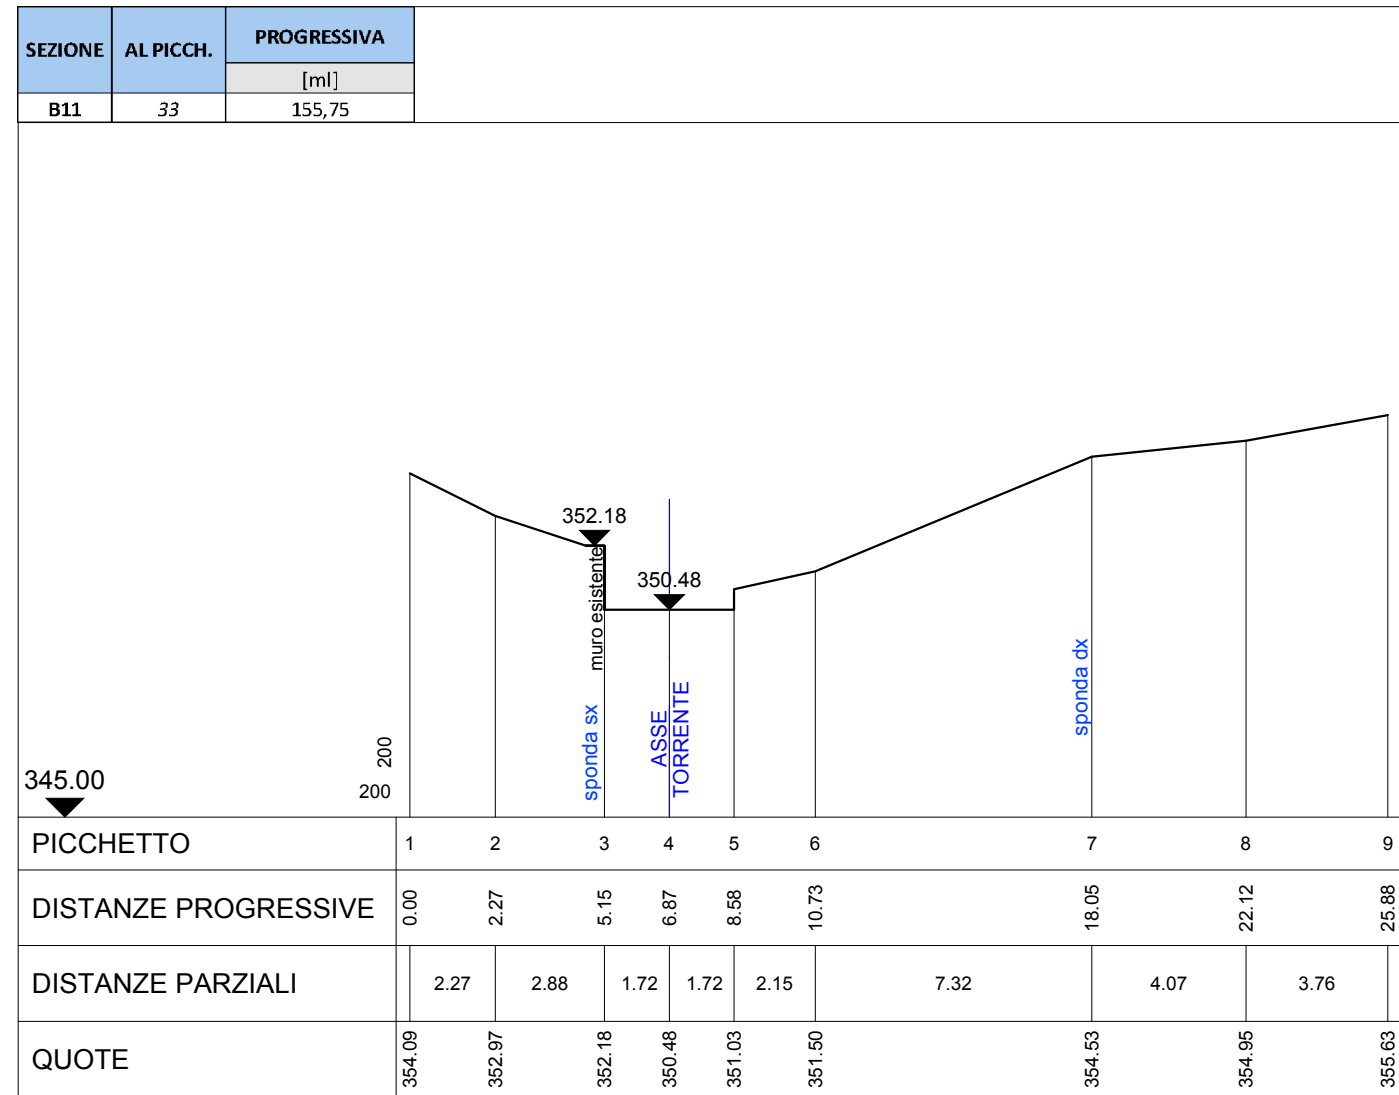 SEZIONE AL PICCH. PROGRESSIVA
[ml]
B11 33 155,75
352.18
350.48
muro esistente
sponda sx
ASSE
TORRENTE
sponda dx
200
200
345.00
PICCHETTO 1 2 3 4 5 6 7 8 9
DISTANZE PROGRESSIVE 0.00 2.27 5.15 6.87 8.58 10.73 18.05 22.12 25.88
DISTANZE PARZIALI 2.27 2.88 1.72 1.72 2.15 7.32 4.07 3.76
QUOTE 354.09 352.97 352.18 350.48 351.03 351.50 354.53 354.95 355.63